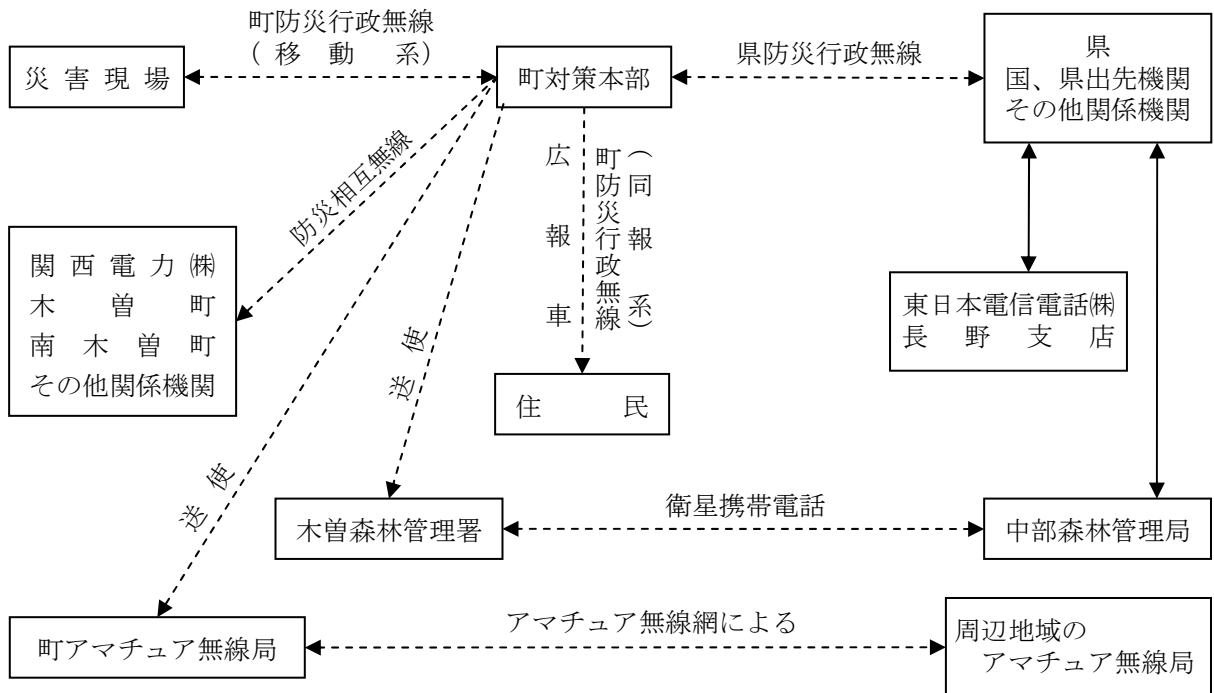 町防災行政無線
(移動系)
県防災行政無線
災害現場
町対策本部
県
国、県出先機関
その他関係機関
防災相互無線
広報車
町防災行政無線
(同報系)
関西電力㈱
木曽町
南木曽町
その他関係機関
東日本電信電話㈱
長野支店
送使
住民
送使
木曽森林管理署
衛星携帯電話
中部森林管理局
町アマチュア無線局
アマチュア無線網による
周辺地域の
アマチュア無線局